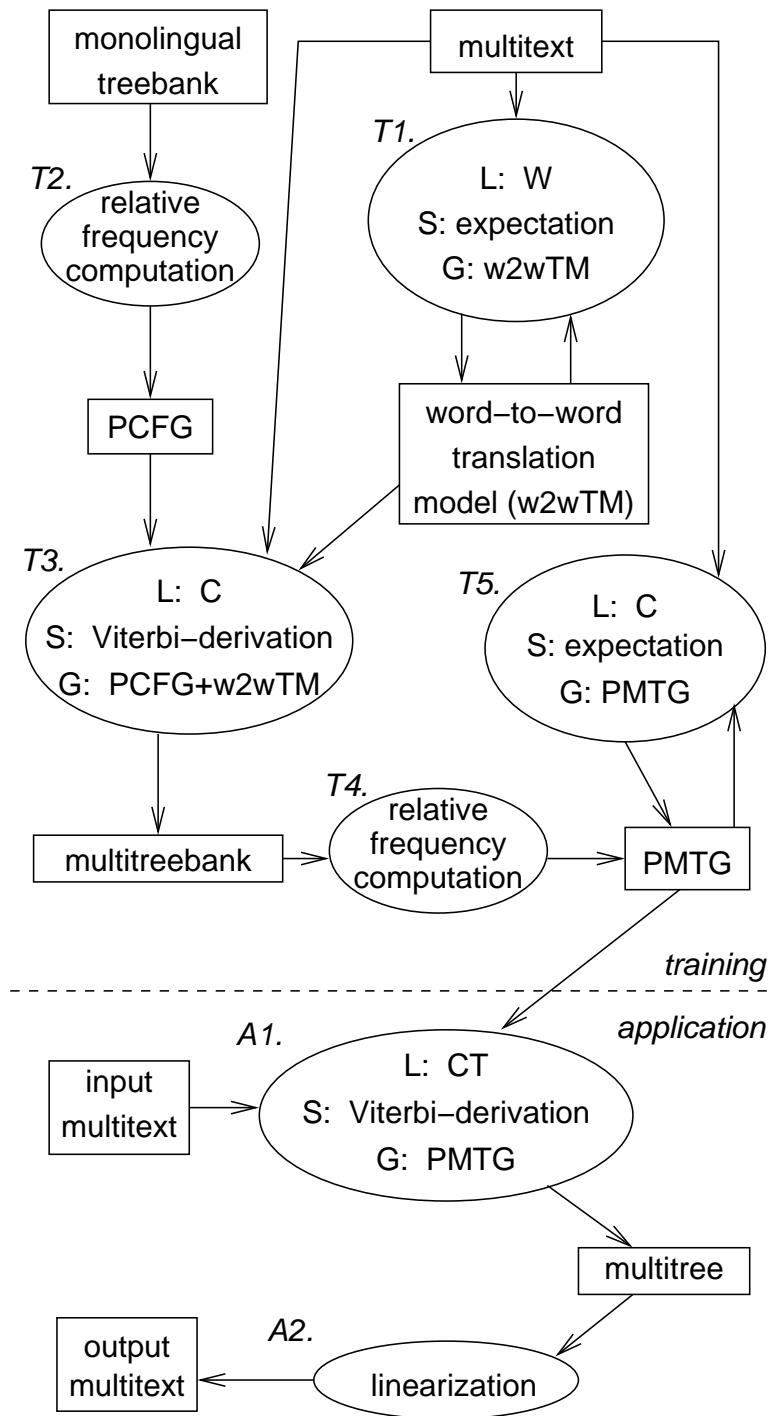 monolingual
treebank
multitext
T1.
L: W
S: expectation
G: w2wTM
T2.
relative
frequency
computation
PCFG
word−to−word
translation
model (w2wTM)
T3.
L: C
S: Viterbi−derivation
G: PCFG+w2wTM
T5.
L: C
S: expectation
G: PMTG
T4.
relative
frequency
computation
multitreebank
PMTG
training
application
A1.
L: CT
S: Viterbi−derivation
G: PMTG
input
multitext
multitree
A2.
linearization
output
multitext